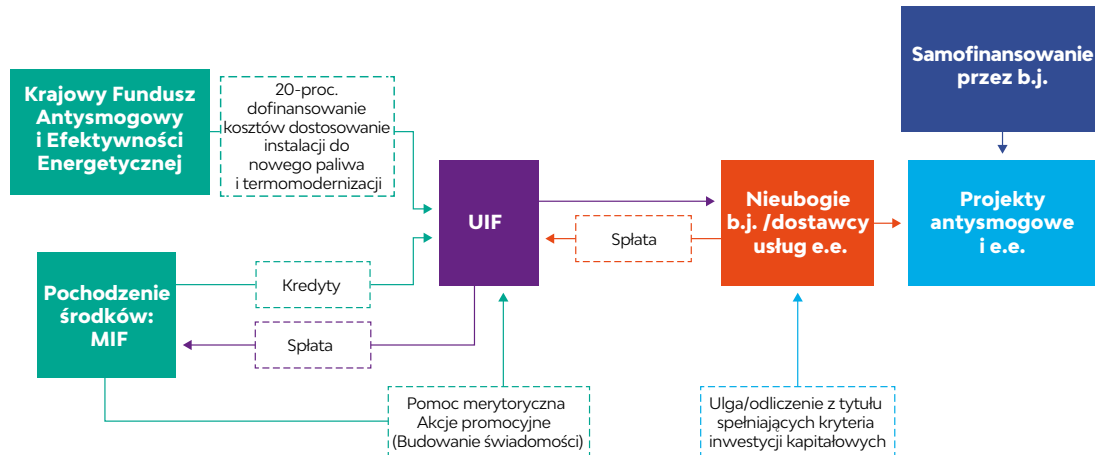 Krajowy Fundusz
Antysmogowy
i Efektywności
Energetycznej
20-proc.
dofinansowanie
kosztów dostosowanie
instalacji do
nowego paliwa
i termomodernizacji
Samofinansowanie
przez b.j.
UIF
Spłata
Nieubogie
b.j. /dostawcy
usług e.e.
Projekty
antysmogowe
i e.e.
Pochodzenie
środków:
MIF
Kredyty
Spłata
Pomoc merytoryczna
Akcje promocyjne
(Budowanie świadomości)
Ulga/odliczenie z tytułu
spełniających kryteria
inwestycji kapitałowych